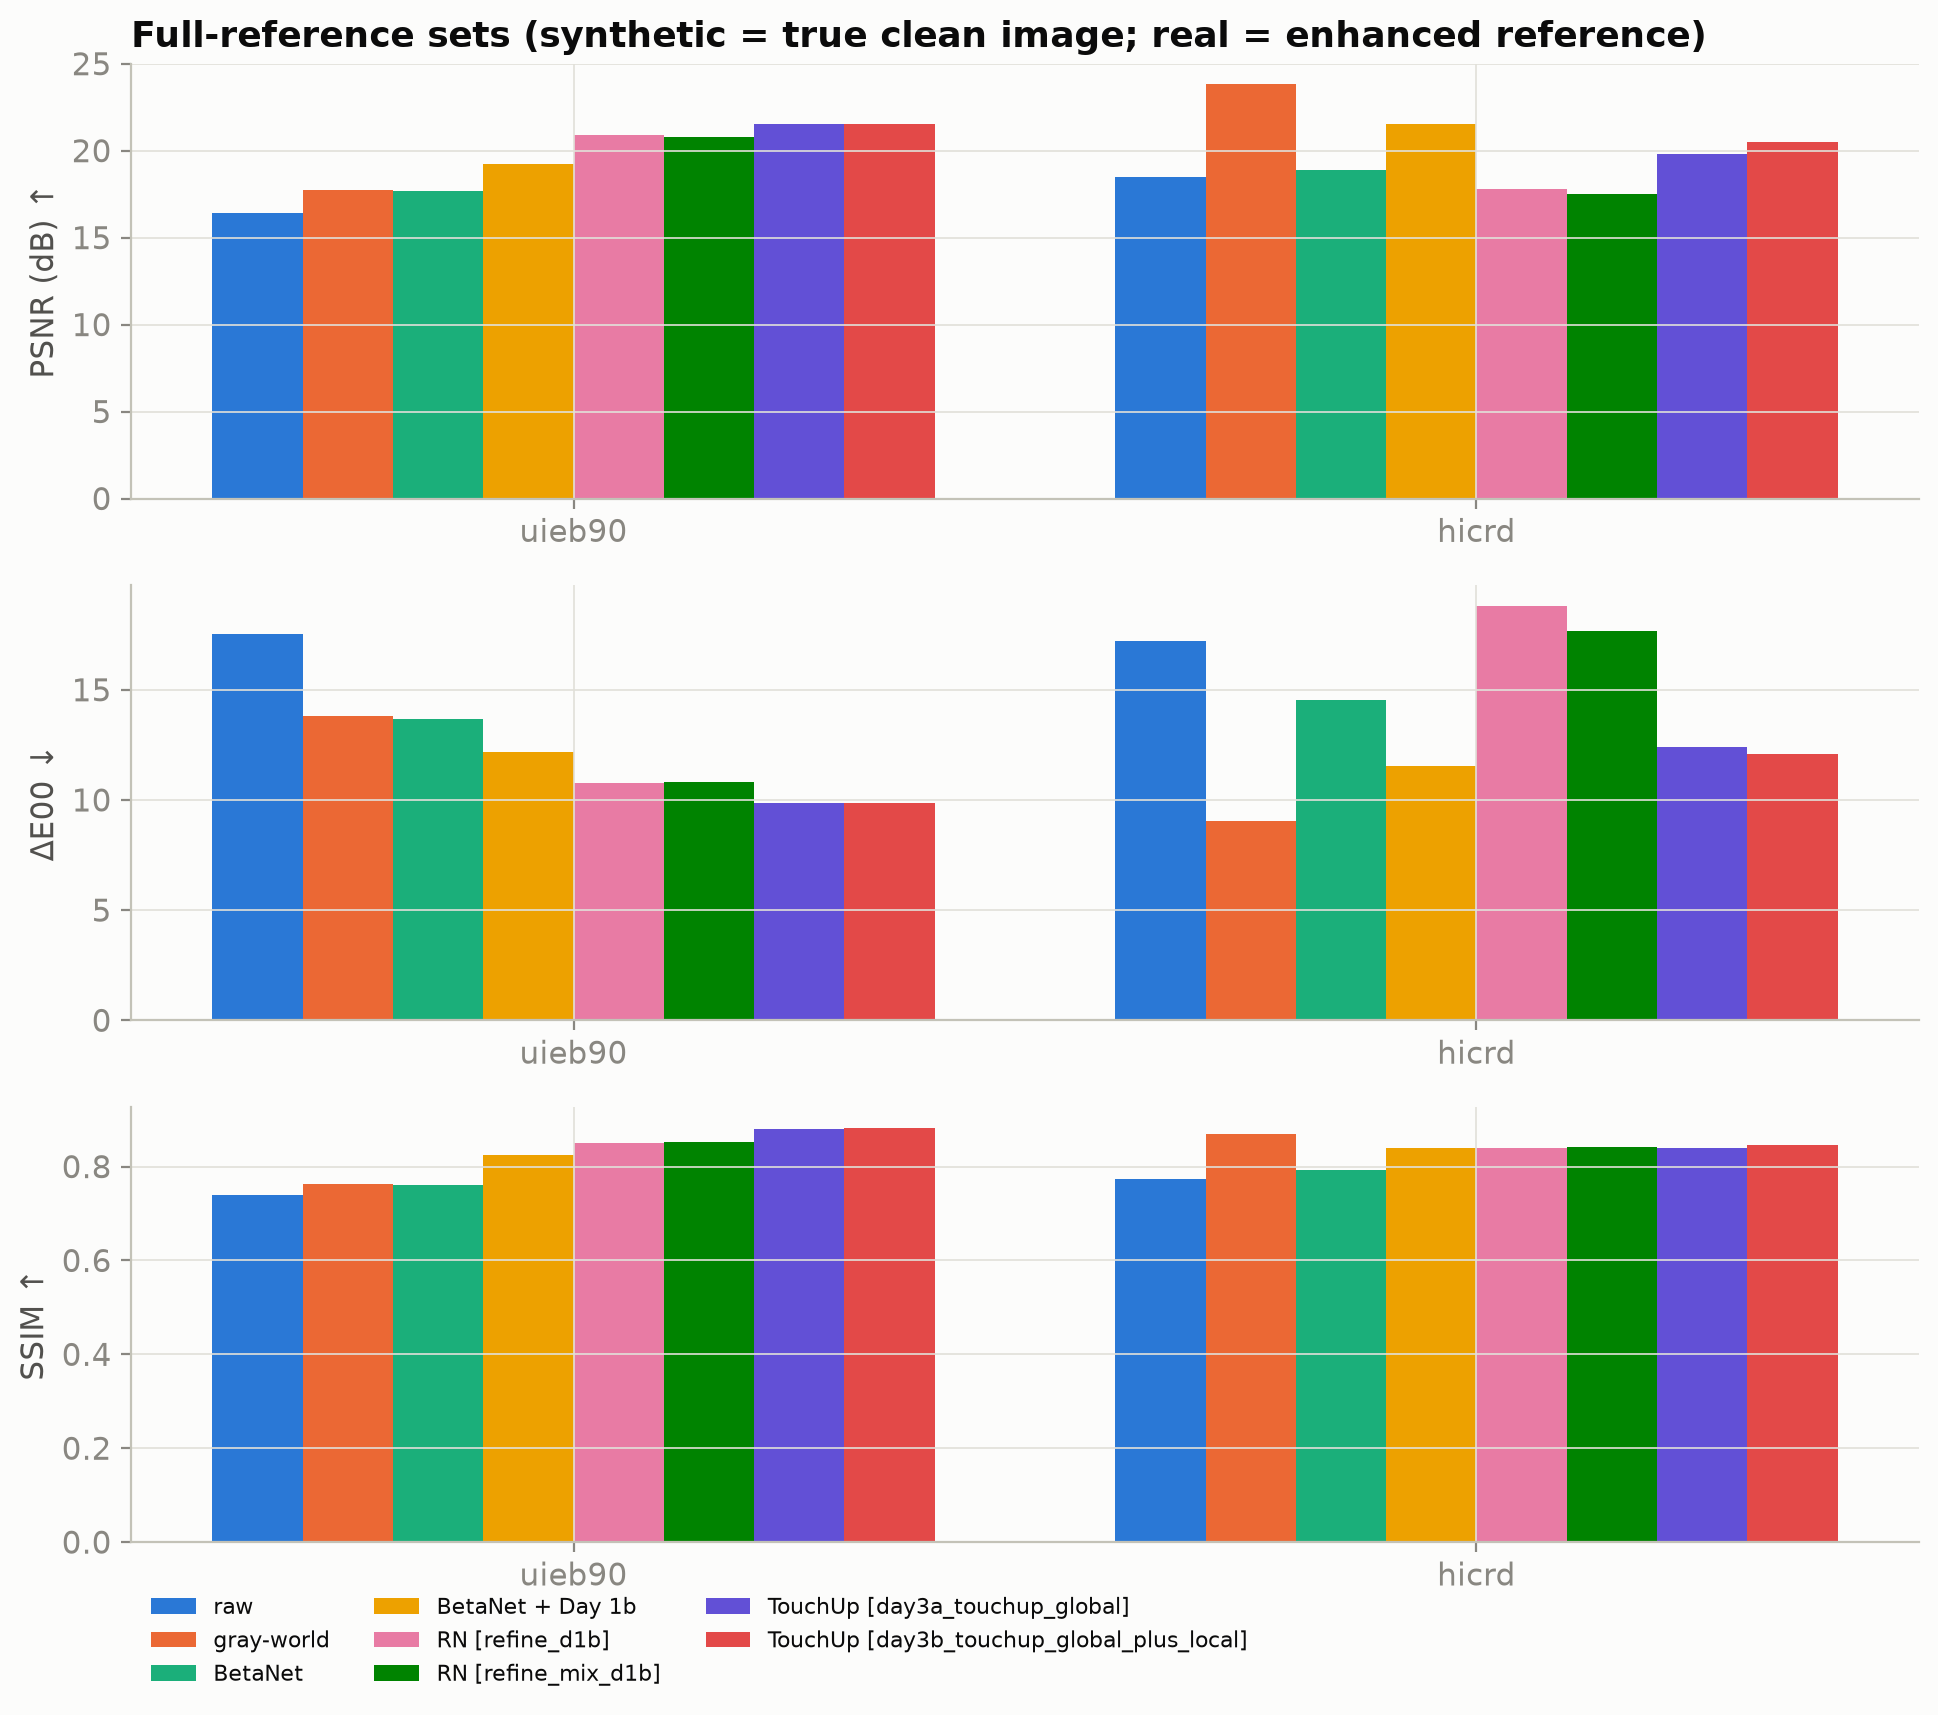 Full-reference sets (synthetic = true clean image; real = enhanced reference)
PSNR (dB) ↑
25
20
15
10
5
0
uieb90 hicrd
ΔE00 ↓
15
10
5
0
uieb90 hicrd
SSIM ↑
0.8
0.6
0.4
0.2
0.0
uieb90 hicrd
raw BetaNet + Day 1b TouchUp [day3a_touchup_global]
gray-world RN [refine_d1b] TouchUp [day3b_touchup_global_plus_local]
BetaNet RN [refine_mix_d1b]